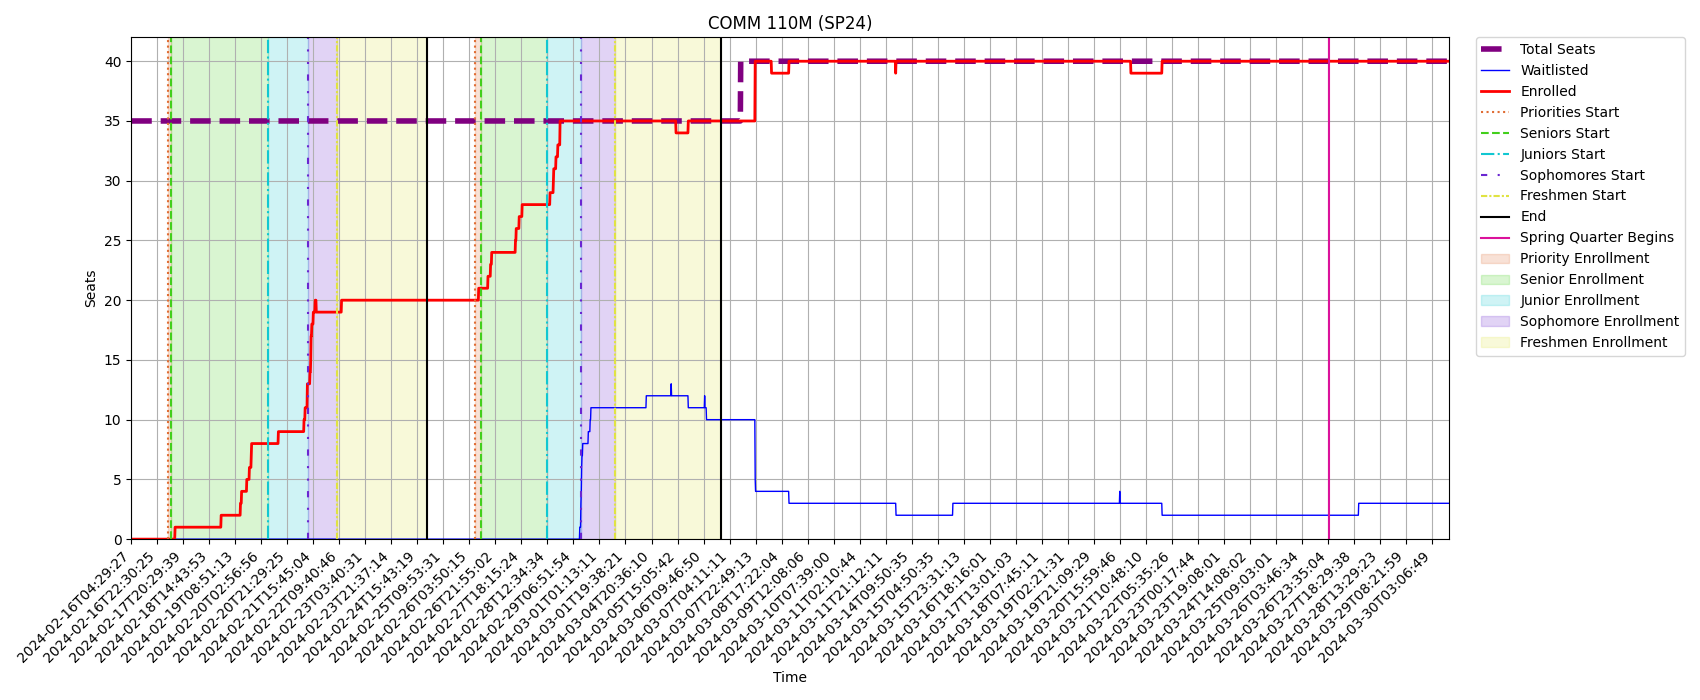 COMM 110M (SP24)
Seats
40
35
30
25
20
15
10
5
0
2024-02-16T04:29:27
2024-02-16T22:30:25
2024-02-17T20:29:39
2024-02-18T14:43:53
2024-02-19T08:51:13
2024-02-20T02:56:56
2024-02-20T21:29:25
2024-02-21T15:45:04
2024-02-22T09:40:46
2024-02-23T03:40:31
2024-02-23T21:37:14
2024-02-24T15:43:19
2024-02-25T09:53:31
2024-02-26T03:50:15
2024-02-26T21:55:02
2024-02-27T18:15:24
2024-02-28T12:34:34
2024-02-29T06:51:54
2024-03-01T01:13:11
2024-03-01T19:38:21
2024-03-04T20:36:10
2024-03-05T15:05:42
2024-03-06T09:46:50
2024-03-07T04:11:11
2024-03-07T22:49:13
2024-03-08T17:22:04
2024-03-09T12:08:06
2024-03-10T07:39:00
2024-03-11T02:10:44
2024-03-11T21:12:11
2024-03-14T09:50:35
2024-03-15T04:50:35
2024-03-15T23:31:13
2024-03-16T18:16:01
2024-03-17T13:01:03
2024-03-18T07:45:11
2024-03-19T02:21:31
2024-03-19T21:09:29
2024-03-20T15:59:46
2024-03-21T10:48:10
2024-03-22T05:35:26
2024-03-23T00:17:44
2024-03-23T19:08:01
2024-03-24T14:08:02
2024-03-25T09:03:01
2024-03-26T03:46:34
2024-03-26T23:35:04
2024-03-27T18:29:38
2024-03-28T13:29:23
2024-03-29T08:21:59
2024-03-30T03:06:49
Time
Total Seats
Waitlisted
Enrolled
Priorities Start
Seniors Start
Juniors Start
Sophomores Start
Freshmen Start
End
Spring Quarter Begins
Priority Enrollment
Senior Enrollment
Junior Enrollment
Sophomore Enrollment
Freshmen Enrollment